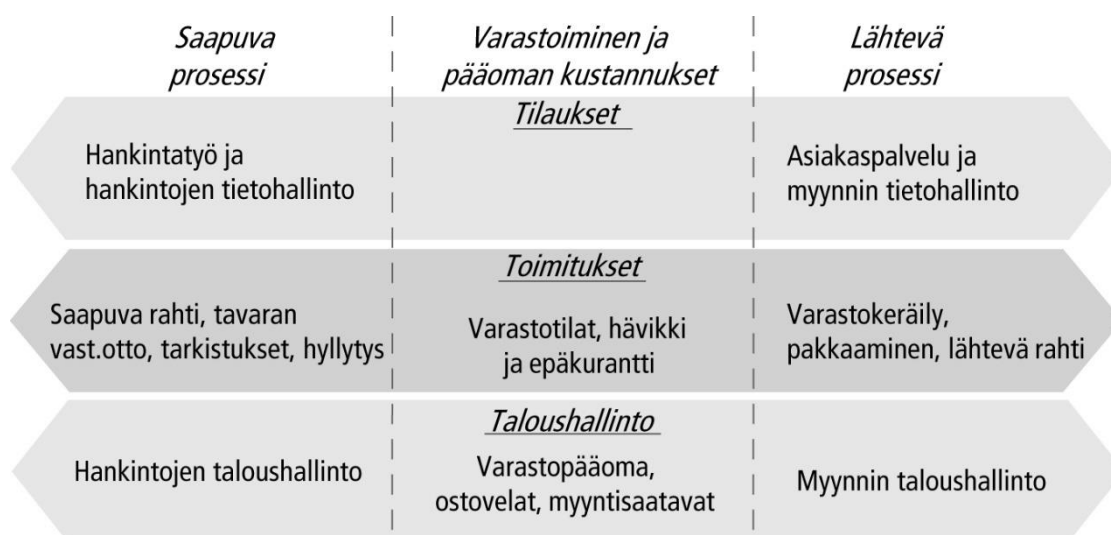 Saapuva
prosessi
Varastoiminen ja
pääoman kustannukset
Lähtevä
prosessi
Tilaukset
Hankintatyö ja
hankintojen tietohallinto
Asiakaspalvelu ja
myynnin tietohallinto
Toimitukset
Saapuva rahti, tavaran
vast.otto, tarkistukset, hyllytys
Varastotilat, hävikki
ja epäkurantti
Varastokeräily,
pakkaaminen, lähtevä rahti
Taloushallinto
Hankintojen taloushallinto
Varastopääoma,
ostovelat, myyntisaatavat
Myynnin taloushallinto